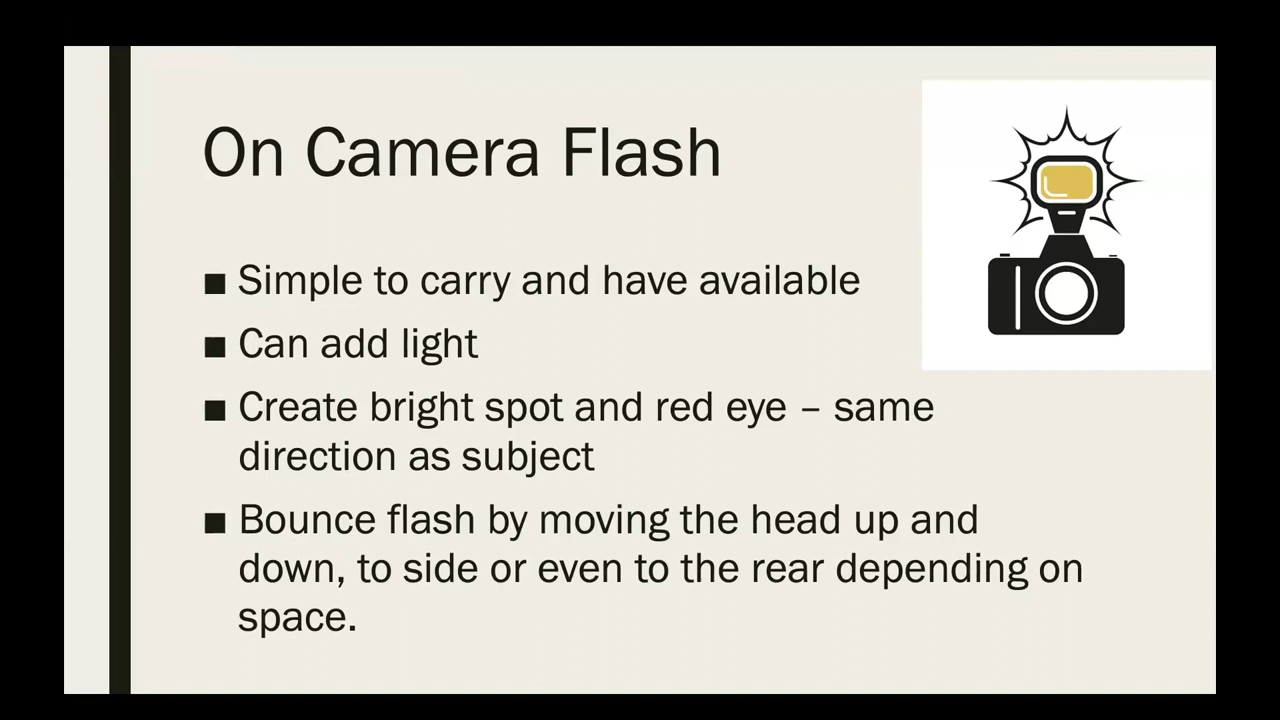 On Camera Flash
■ Simple to carry and have available
■ Can add light
■ Create bright spot and red eye – same
direction as subject
■ Bounce flash by moving the head up and
down, to side or even to the rear depending on
space.